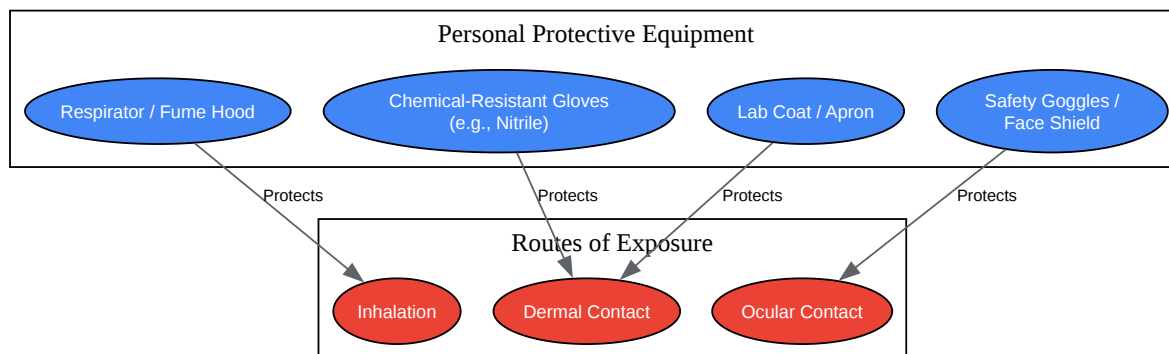 Personal Protective Equipment
Respirator / Fume Hood
Chemical-Resistant Gloves
(e.g., Nitrile)
Lab Coat / Apron
Safety Goggles /
Face Shield
Protects
Protects
Protects
Protects
Routes of Exposure
Inhalation
Dermal Contact
Ocular Contact